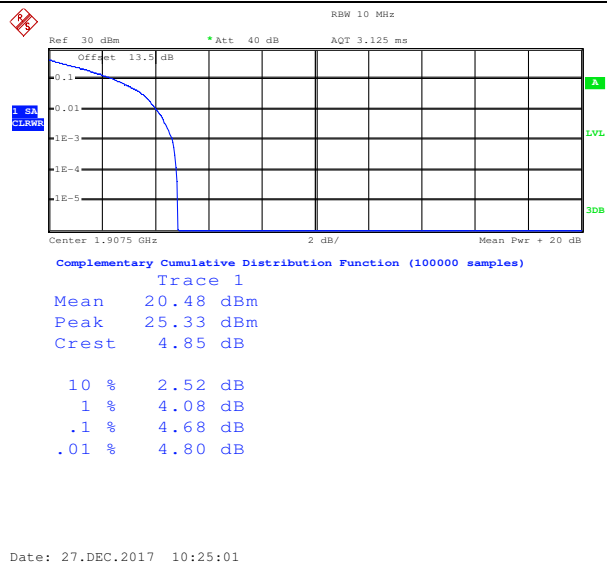 R S
RBW 10 MHz
Ref 30 dBm *Att 40 dB AQT 3.125 ms
Offset 13.5 dB
0.1
A
1 SA
CLRWR
0.01
1E-3
LVL
1E-4
1E-5
3DB
Center 1.9075 GHz 2 dB/ Mean Pwr + 20 dB
Complementary Cumulative Distribution Function (100000 samples)
Trace 1
Mean 20.48 dBm
Peak 25.33 dBm
Crest 4.85 dB
10 % 2.52 dB
1 % 4.08 dB
.1 % 4.68 dB
.01 % 4.80 dB
Date: 27.DEC.2017 10:25:01